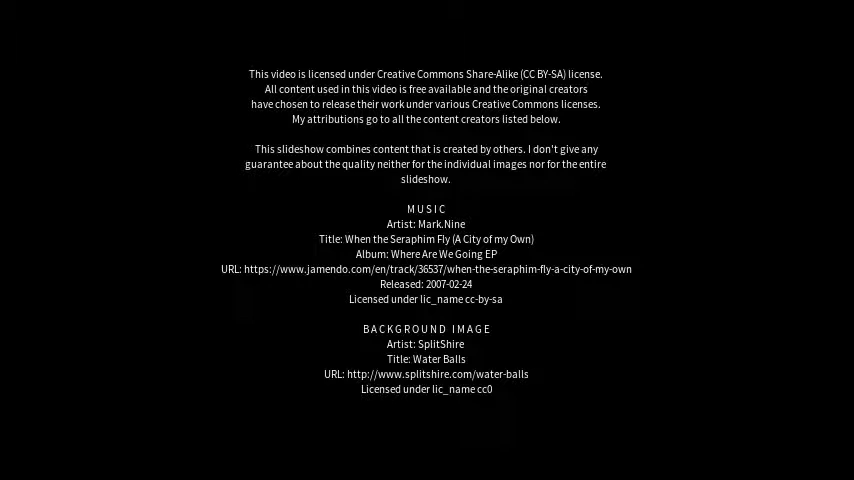 This video is licensed under Creative Commons Share-Alike (CC BY-SA) license.
All content used in this video is free available and the original creators
have chosen to release their work under various Creative Commons licenses.
My attributions go to all the content creators listed below.
This slideshow combines content that is created by others. I don't give any
guarantee about the quality neither for the individual images nor for the entire
slideshow.
MUSIC
Artist: Mark.Nine
Title: When the Seraphim Fly (A City of my Own)
Album: Where Are We Going EP
URL: https://www.jamendo.com/en/track/36537/when-the-seraphim-fly-a-city-of-my-own
Released: 2007-02-24
Licensed under lic_name cc-by-sa
BACKGROUND IMAGE
Artist: SplitShire
Title: Water Balls
URL: http://www.splitshire.com/water-balls
Licensed under lic_name cc0